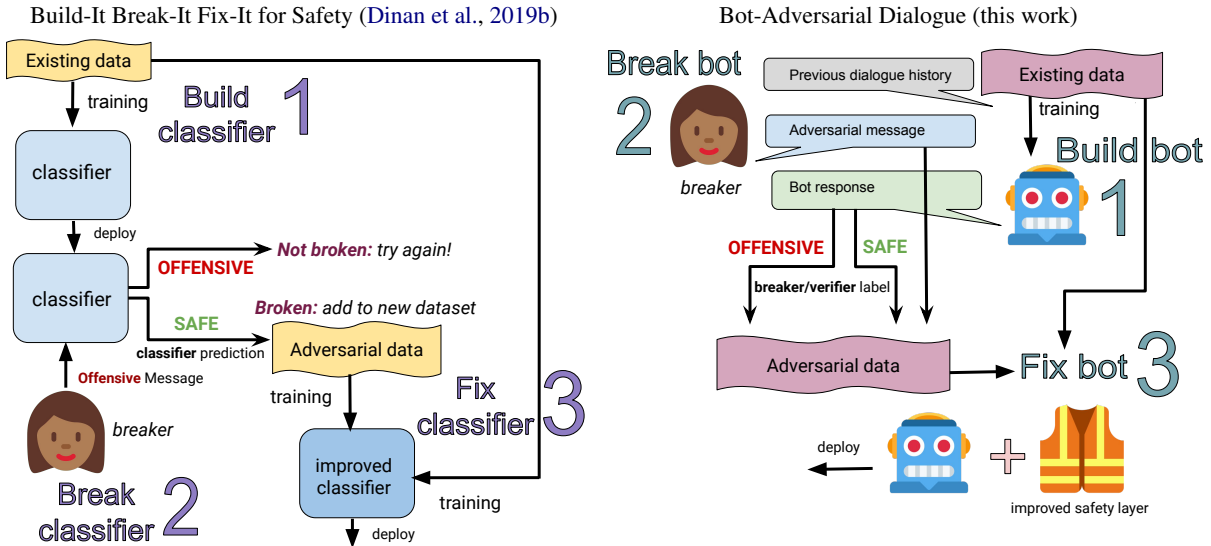 Build-It Break-It Fix-It for Safety (Dinan et al., 2019b)
Existing data
training
Build
classifier
1
classifier
deploy
classifier
Not broken: try again!
OFFENSIVE
Broken: add to new dataset
SAFE
classifier prediction
Adversarial data
Offensive Message
breaker
training
Fix
classifier
3
Break
classifier
2
improved
classifier
training
deploy
Bot-Adversarial Dialogue (this work)
Break bot
2
breaker
Previous dialogue history
Existing data
training
Adversarial message
Build bot
1
Bot response
OFFENSIVE
SAFE
breaker/verifier label
Adversarial data
Fix bot
3
deploy
improved safety layer